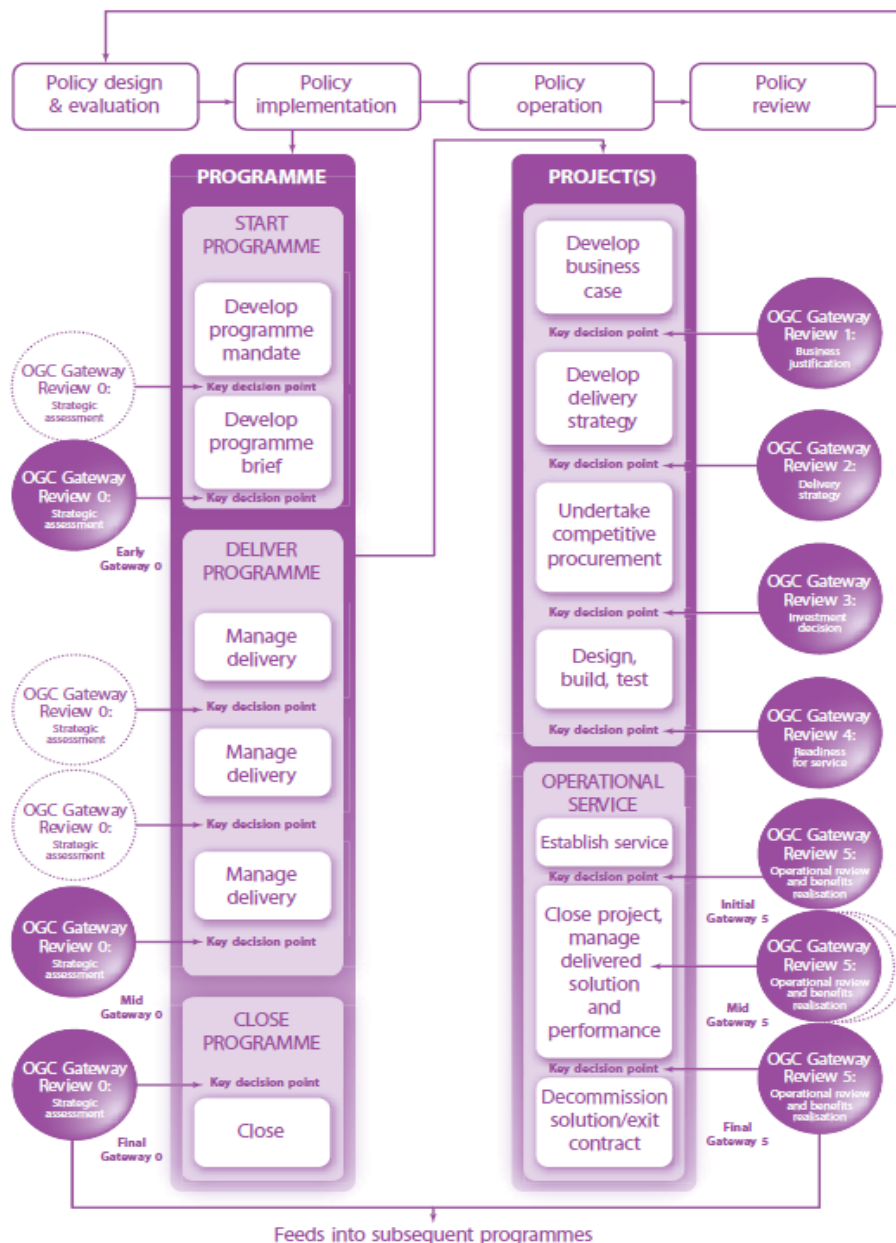 Policy design
& evaluation
Policy
implementation
Policy
operation
Policy
review
PROGRAMME
START
PROGRAMME
Develop
programme
mandate
Key decision point
Develop
programme
brief
Key decision point
DELIVER
PROGRAMME
Manage
delivery
Key decision point
Manage
delivery
Key decision point
Manage
delivery
Key decision point
CLOSE
PROGRAMME
Key decision point
Close
OGC Gateway
Review 0:
Strategic
assessment
OGC Gateway
Review 0:
Strategic
assessment
Early
Gateway 0
OGC Gateway
Review 0:
Strategic
assessment
OGC Gateway
Review 0:
Strategic
assessment
OGC Gateway
Review 0:
Strategic
assessment
Mid
Gateway 0
OGC Gateway
Review 0:
Strategic
assessment
Final
Gateway 0
PROJECT(S)
Develop
business
case
Key decision point
Develop
delivery
strategy
Key decision point
Undertake
competitive
procurement
Key decision point
Design,
build, test
Key decision point
OPERATIONAL
SERVICE
Establish service
Key decision point
Close project,
manage
delivered
solution
and
performance
Key decision point
Decommission
solution/exit
contract
OGC Gateway
Review 1:
Business
justification
OGC Gateway
Review 2:
Delivery
strategy
OGC Gateway
Review 3:
Investment
decision
OGC Gateway
Review 4:
Readiness
for service
OGC Gateway
Review 5:
Operational review
and benefits
realisation
Initial
Gateway 5
OGC Gateway
Review 5:
Operational review
and benefits
realisation
Mid
Gateway 5
OGC Gateway
Review 5:
Operational review
and benefits
realisation
Final
Gateway 5
Feeds into subsequent programmes